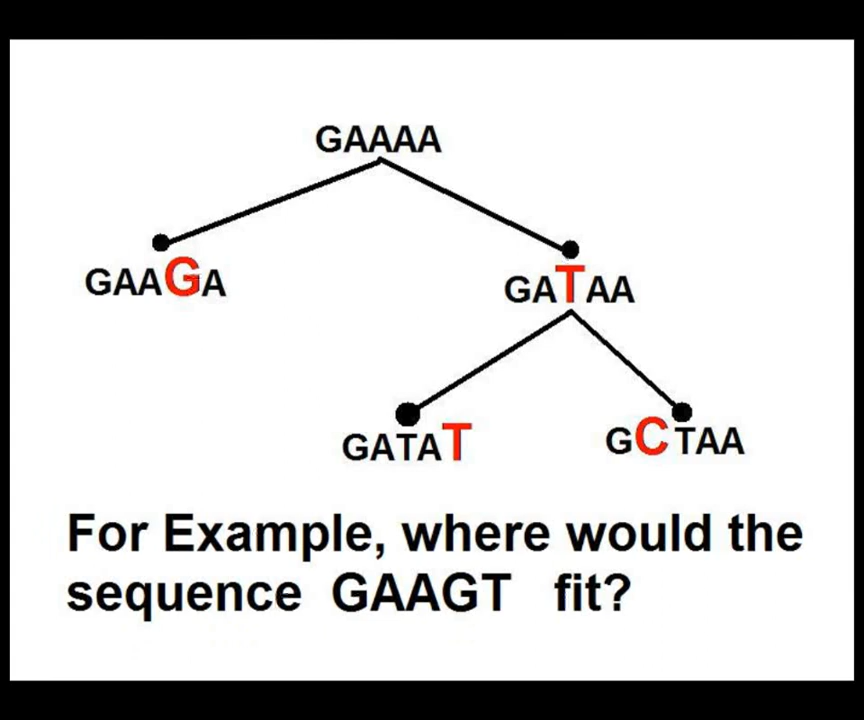 GAAAA
GAAGA
GATAA
GATAT
GCTAA
For Example, where would the
sequence GAAGT fit?